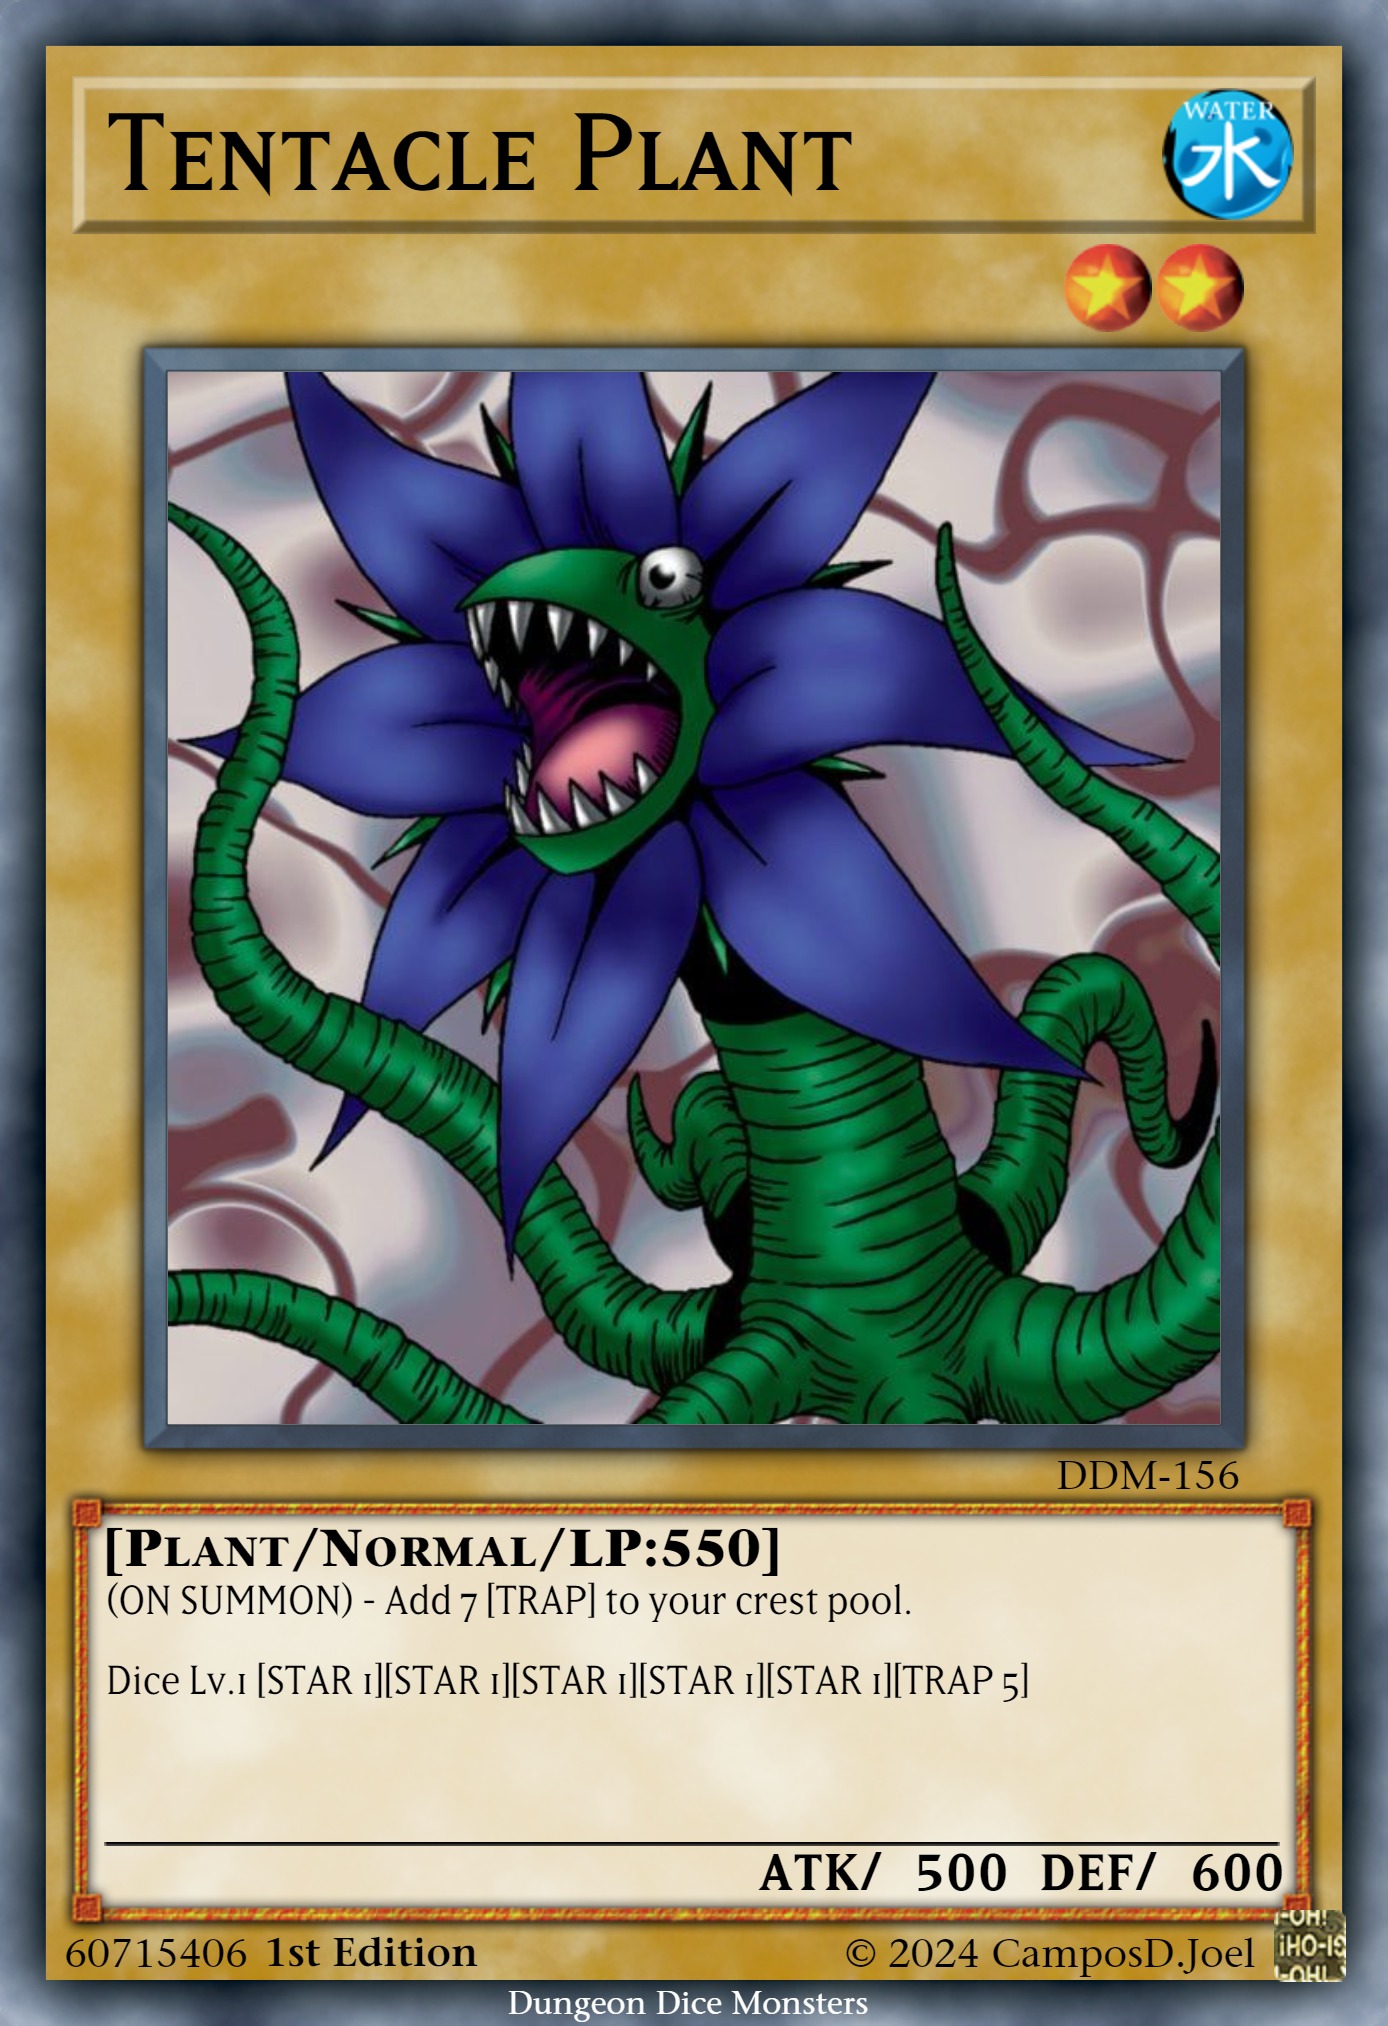 Tentacle Plant
WATER
水
DDM-156
[Plant/Normal/LP:550]
(ON SUMMON) - Add 7 [TRAP] to your crest pool.
Dice Lv.1 [STAR 1][STAR 1][STAR 1][STAR 1][STAR 1][TRAP 5]
ATK/ 500 DEF/ 600
60715406 1st Edition
© 2024 CamposD.Joel
Dungeon Dice Monsters